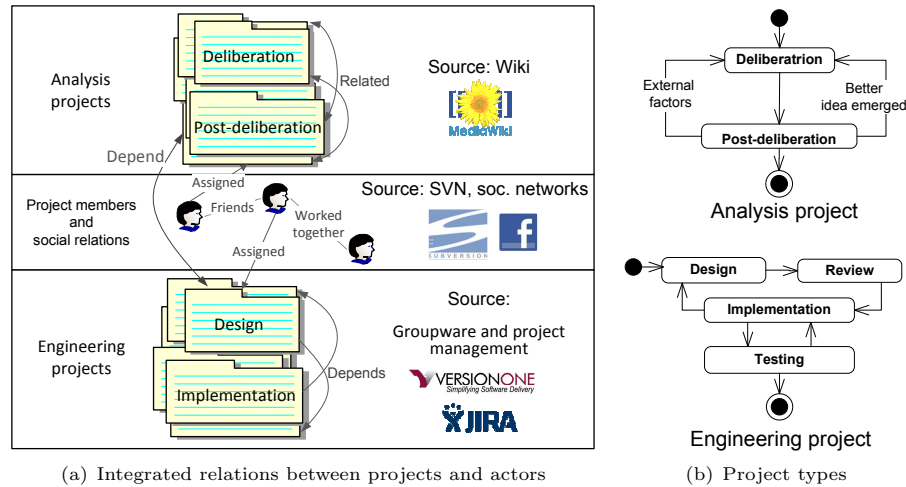 Analysis
projects
Deliberation
Post-deliberation
Related
Source: Wiki
MediaWiki
Depend
Project members
and
social relations
Assigned
Friends
Worked
together
Assigned
Source: SVN, soc. networks
SUBVERSION
f
Engineering
projects
Design
Implementation
Depends
Source:
Groupware and project
management
VERSIONONE
Simplifying Software Delivery
JIRA
(a) Integrated relations between projects and actors
Deliberatrion
External
factors
Better
idea emerged
Post-deliberation
Analysis project
Design
Review
Implementation
Testing
Engineering project
(b) Project types